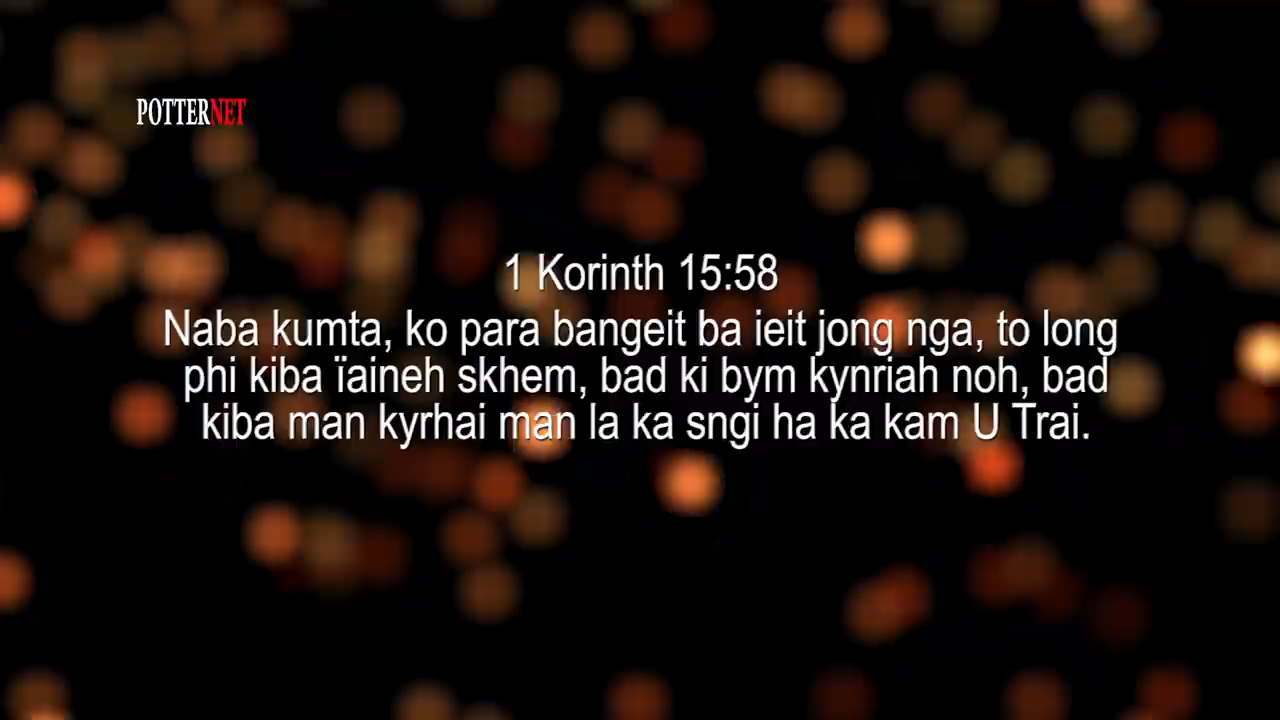 POTTERNET
1 Korinth 15:58
Naba kumta, ko para bangeit ba ieit jong nga, to long
phi kiba ïaineh skhem, bad ki bym kynriah noh, bad
kiba man kyrhai man la ka sngi ha ka kam U Trai.